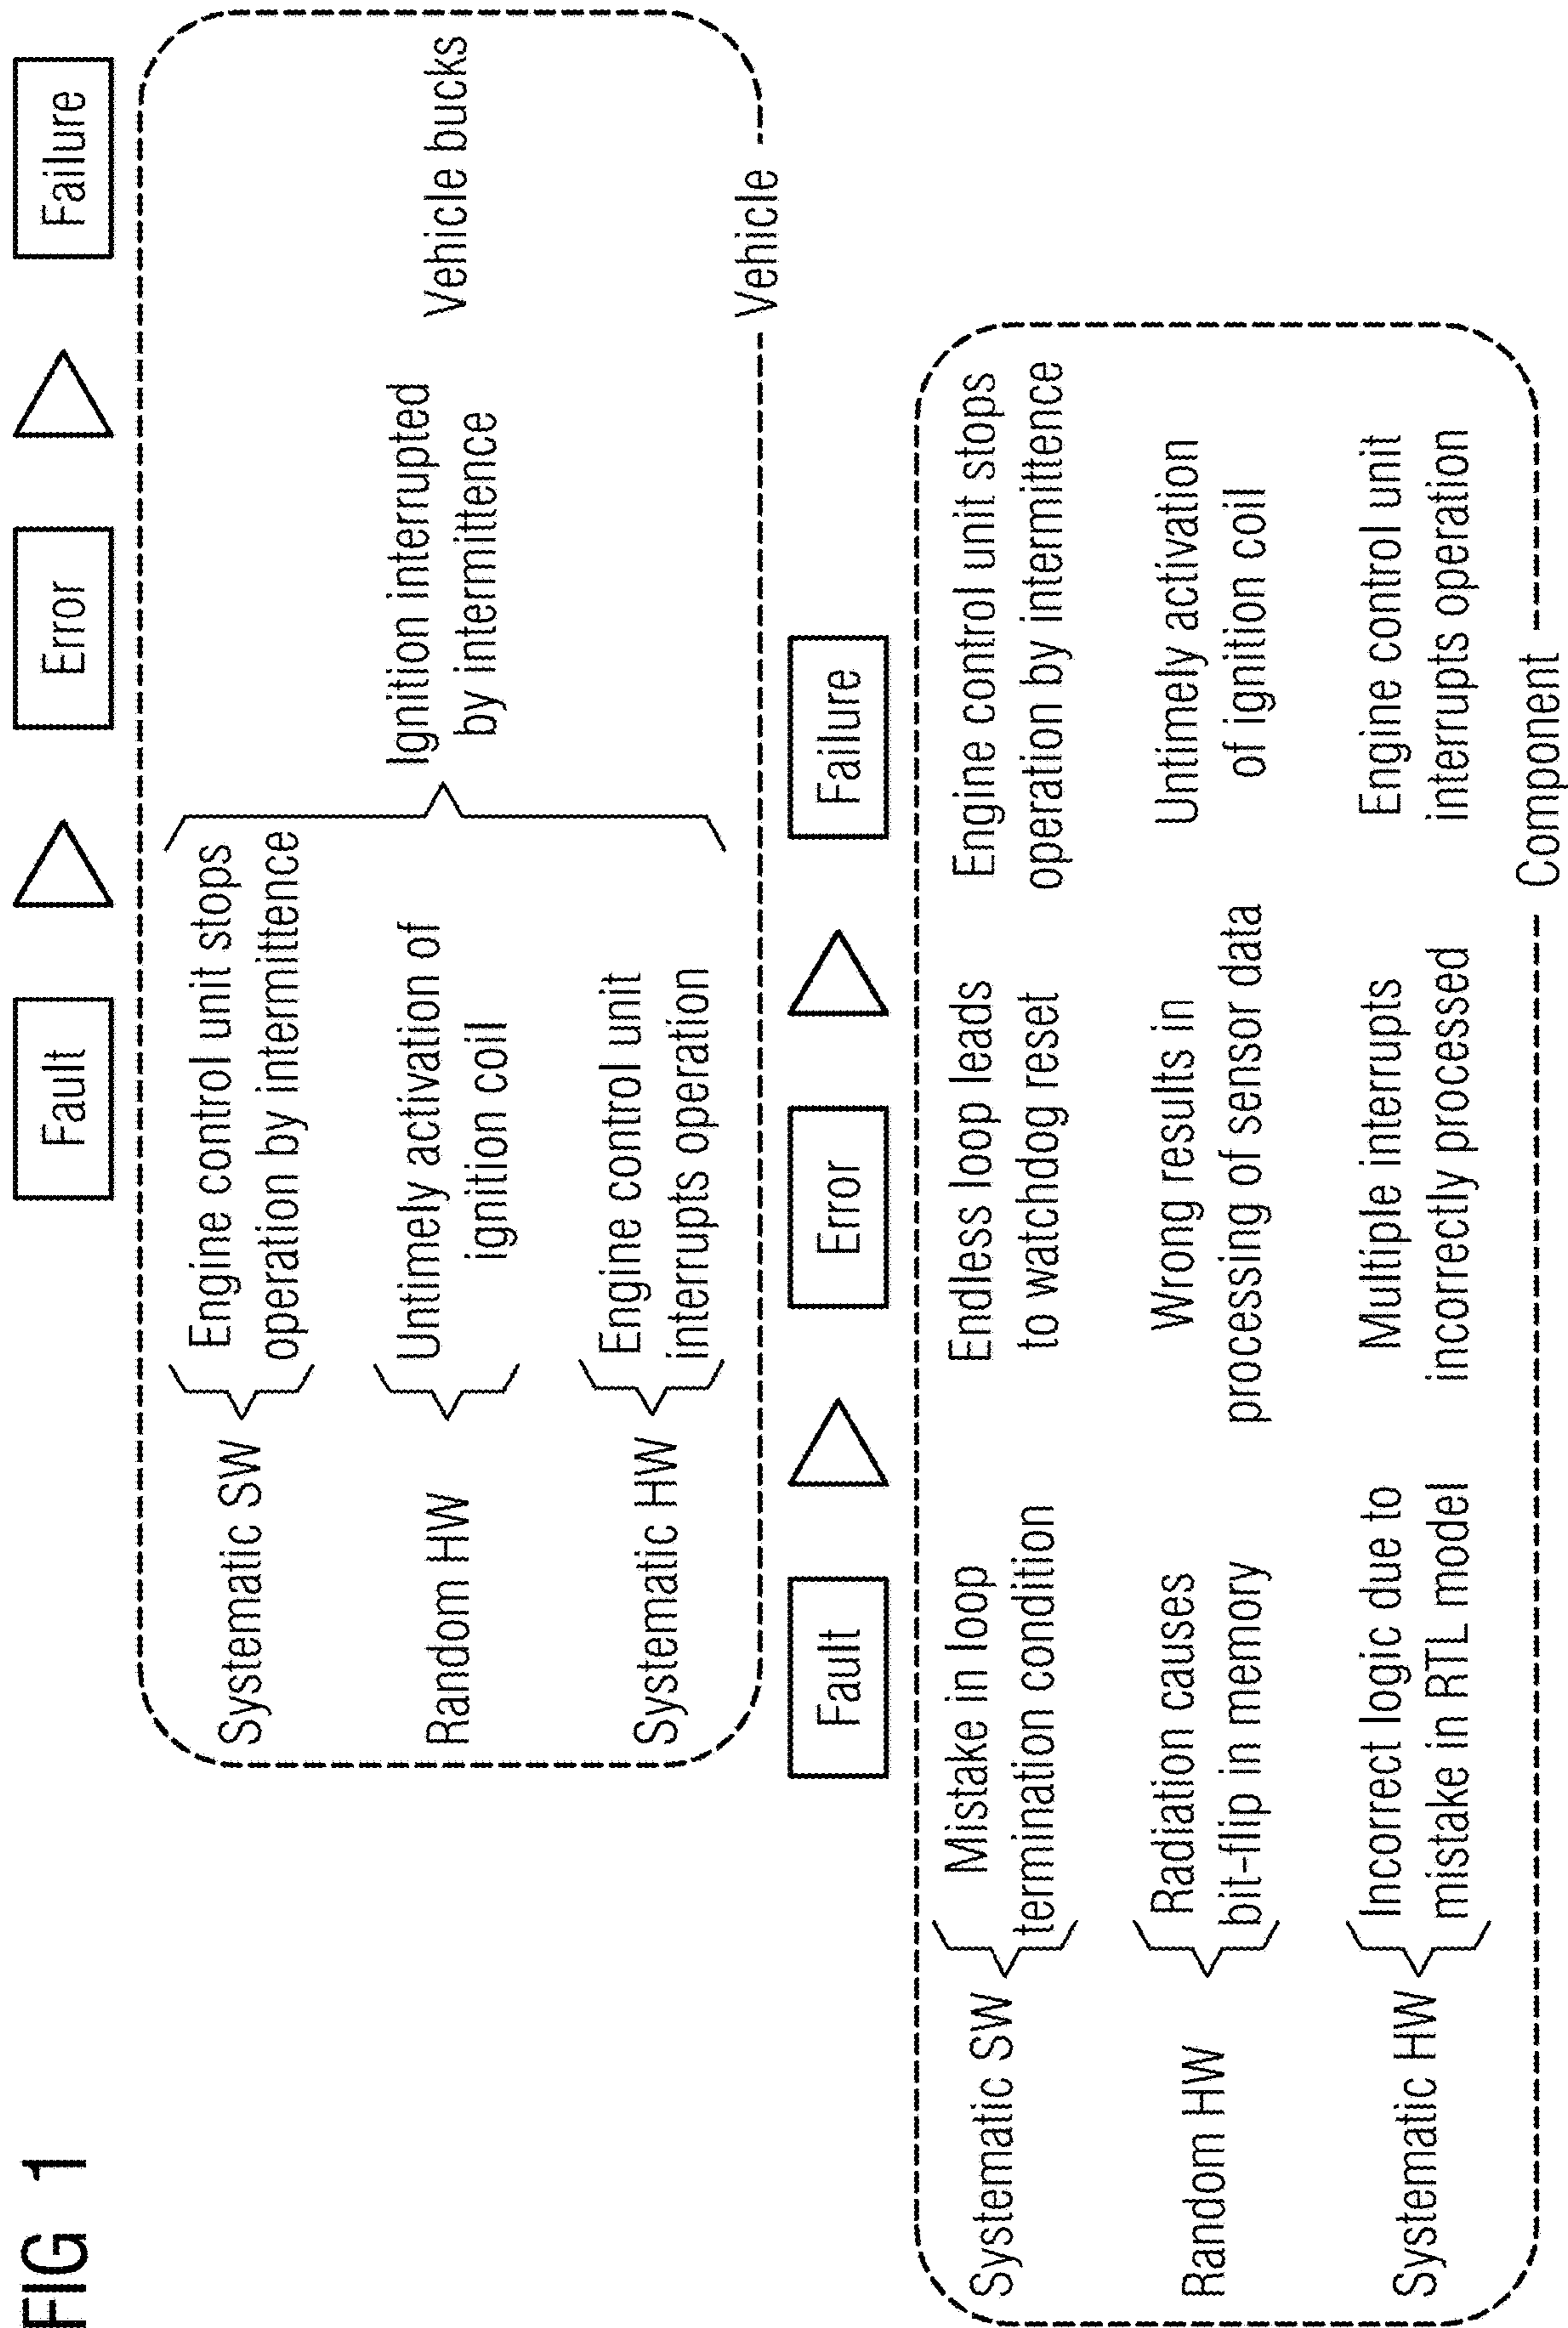 FIG 1
Fault
Error
Failure
Systematic SW
Engine control unit stops
operation by intermittence
Random HW
Untimely activation of
ignition coil
Systematic HW
Engine control unit
interrupts operation
Ignition interrupted
by intermittence
Vehicle bucks
Vehicle
Fault
Error
Failure
Systematic SW
Mistake in loop
termination condition
Endless loop leads
to watchdog reset
Engine control unit stops
operation by intermittence
Random HW
Radiation causes
bit-flip in memory
Wrong results in
processing of sensor data
Untimely activation
of ignition coil
Systematic HW
Incorrect logic due to
mistake in RTL model
Multiple interrupts
incorrectly processed
Engine control unit
interrupts operation
Component